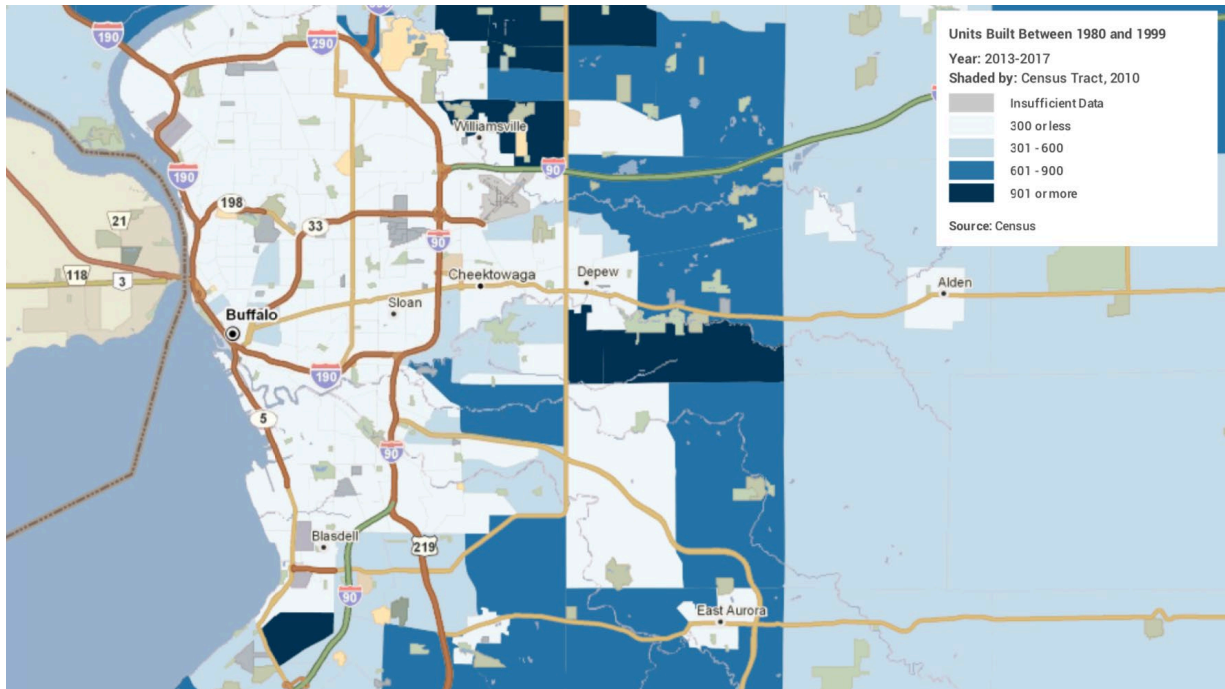 190
290
190
Williamsville
90
198
33
21
90
118
3
Cheektowaga
Depew
Sloan
Alden
Buffalo
190
5
90
Blasdell
219
90
East Aurora
Units Built Between 1980 and 1999
Year: 2013-2017
Shaded by: Census Tract, 2010
Insufficient Data
300 or less
301 - 600
601 - 900
901 or more
Source: Census